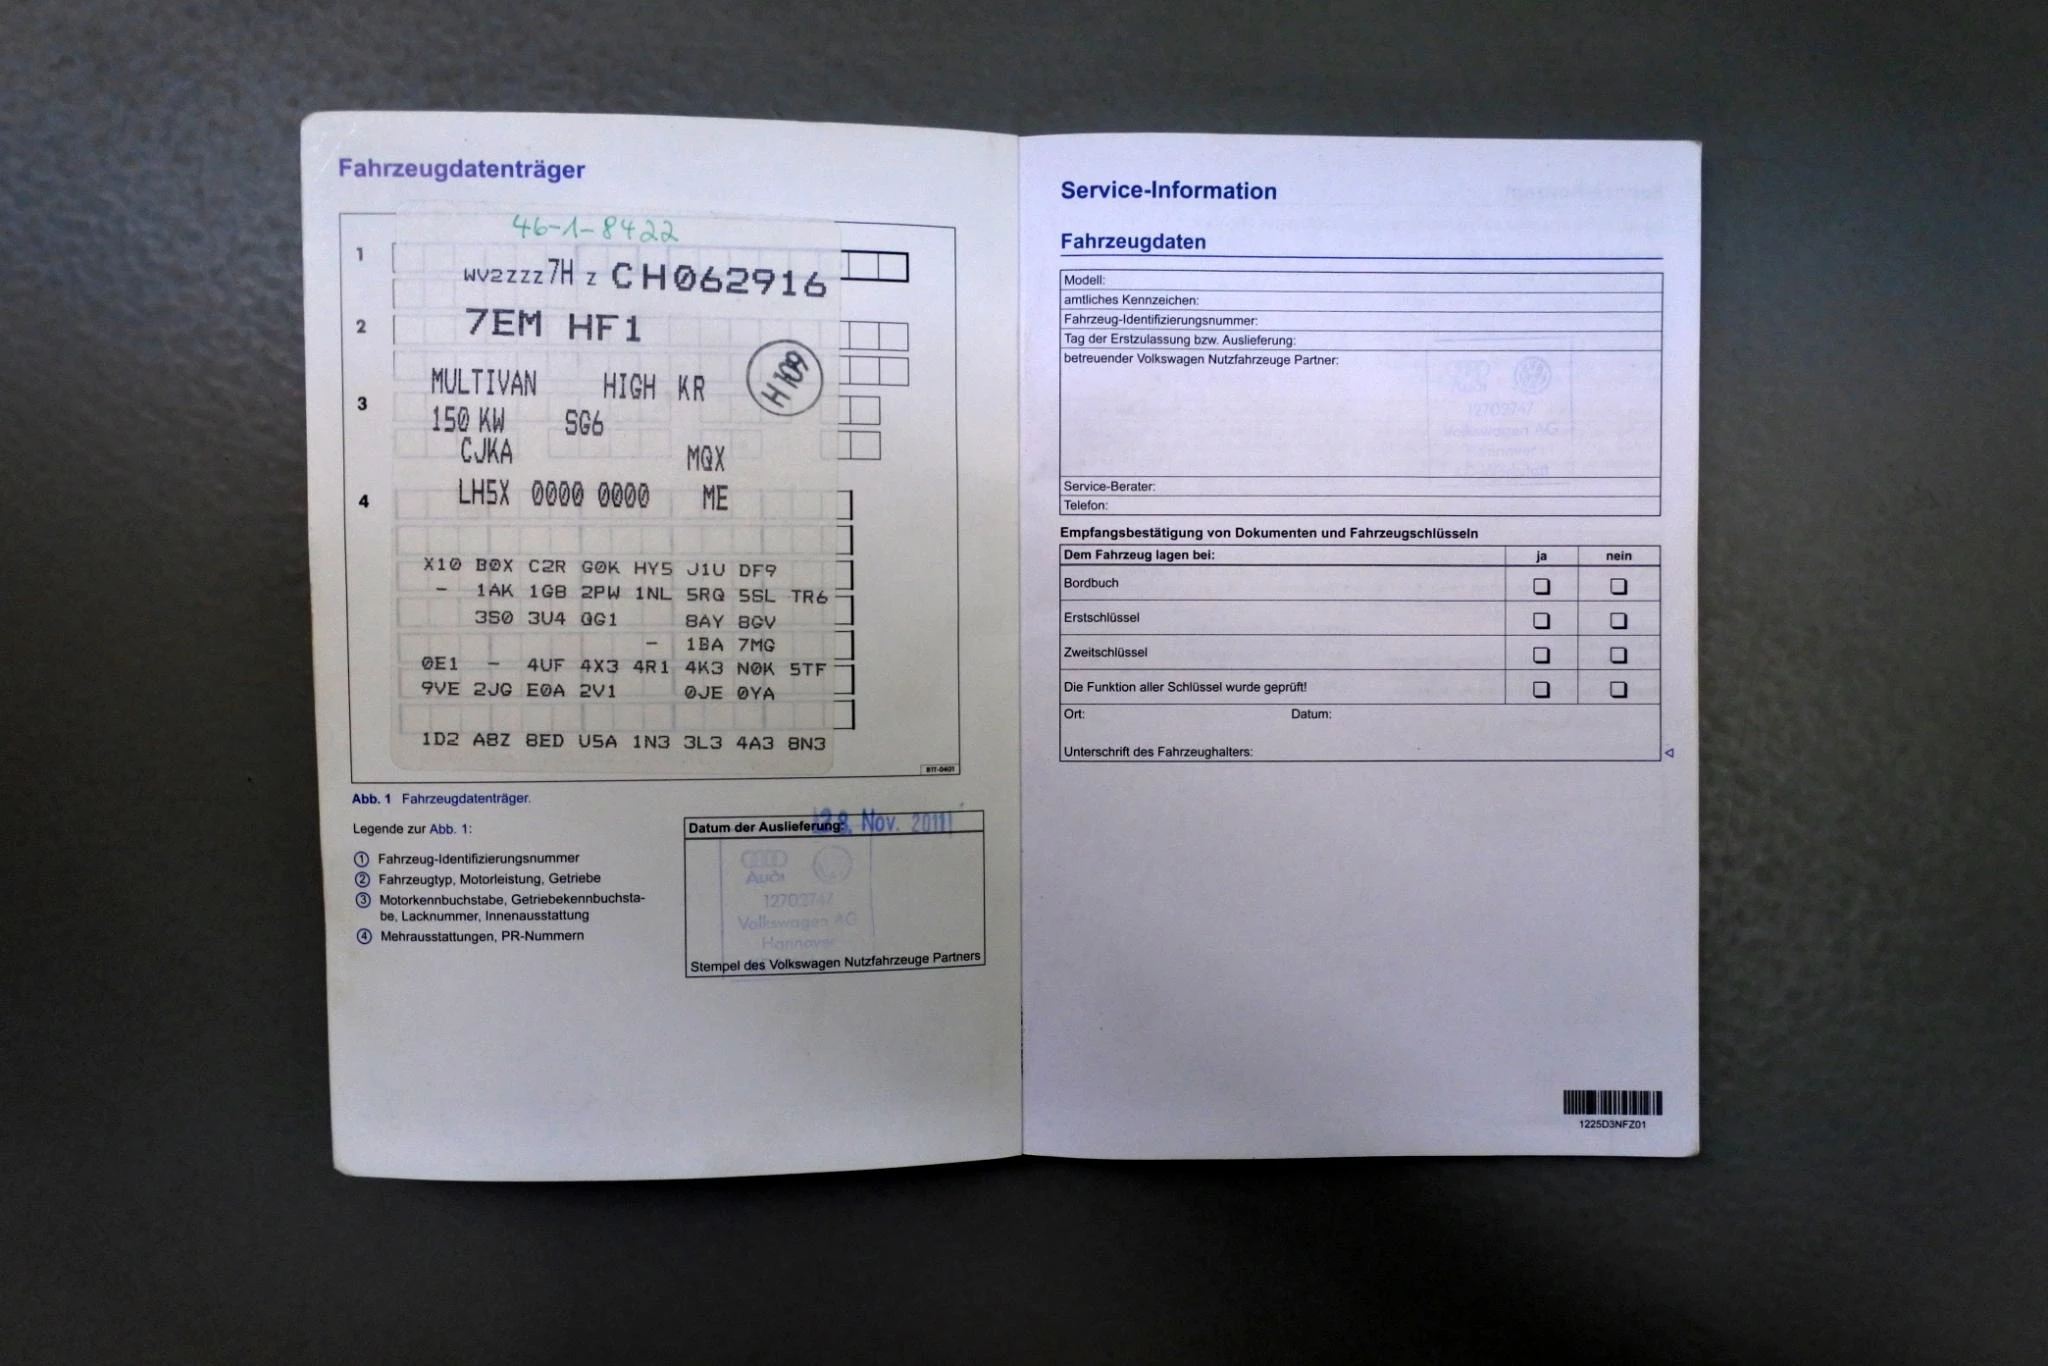 Fahrzeugdatenträger
46-1-8422
1
WV2ZZZ7H Z CH062916
2
7EM HF1
H109
MULTIVAN HIGH KR
3
150 KW SG6
CJKA MQX
4
LH5X 0000 0000 ME
X10 B0X C2R G0K HY5 J1U DF9
- 1AK 1G8 2PW 1NL 5RQ 5SL TR6
3S0 3U4 QG1 8AY 8GV
- 1BA 7MG
0E1 - 4UF 4X3 4R1 4K3 N0K 5TF
9VE 2JG E0A 2V1 0JE 0YA
1D2 A8Z 8ED U5A 1N3 3L3 4A3 8N3
B1T-0401
Abb. 1 Fahrzeugdatenträger.
Legende zur Abb. 1:
1 Fahrzeug-Identifizierungsnummer
2 Fahrzeugtyp, Motorleistung, Getriebe
3 Motorkennbuchstabe, Getriebekennbuchsta-
be, Lacknummer, Innenausstattung
4 Mehrausstattungen, PR-Nummern
Datum der Auslieferung: 28. Nov. 2011
Audi
12702747
Volkswagen AG
Hannover
Stempel des Volkswagen Nutzfahrzeuge Partners
Service-Information
Fahrzeugdaten
Modell:
amtliches Kennzeichen:
Fahrzeug-Identifizierungsnummer:
Tag der Erstzulassung bzw. Auslieferung:
betreuender Volkswagen Nutzfahrzeuge Partner:
12702747
Volkswagen AG
Hannover
Service-Berater:
Telefon:
Empfangsbestätigung von Dokumenten und Fahrzeugschlüsseln
Dem Fahrzeug lagen bei: ja nein
Bordbuch
Erstschlüssel
Zweitschlüssel
Die Funktion aller Schlüssel wurde geprüft!
Ort: Datum:
Unterschrift des Fahrzeughalters:
1225D3NFZ01